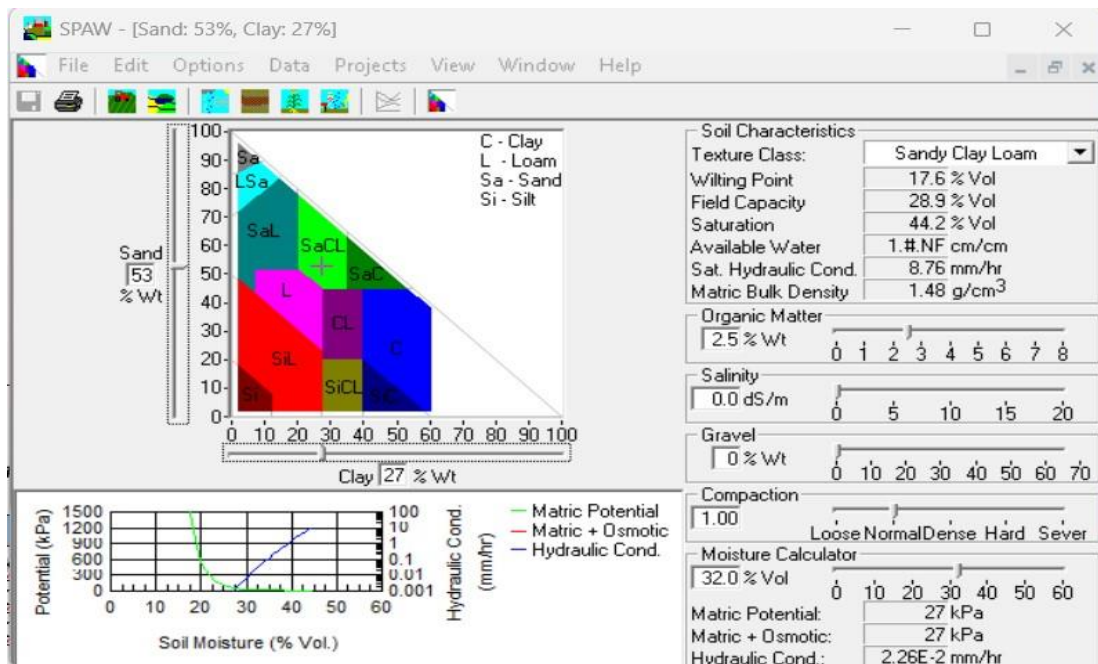 SPAW - [Sand: 53%, Clay: 27%]
File Edit Options Data Projects View Window Help
Soil Characteristics
Texture Class: Sandy Clay Loam
Wilting Point 17.6 % Vol
Field Capacity 28.9 % Vol
Saturation 44.2 % Vol
Available Water 1.#.NF cm/cm
Sat. Hydraulic Cond. 8.76 mm/hr
Matric Bulk Density 1.48 g/cm3
Organic Matter
2.5 % Wt
0 1 2 3 4 5 6 7 8
Salinity
0.0 dS/m
0 5 10 15 20
Gravel
0 % Wt
0 10 20 30 40 50 60 70
Compaction
1.00
Loose Normal Dense Hard Sever
Moisture Calculator
32.0 % Vol
0 10 20 30 40 50 60
Matric Potential: 27 kPa
Matric + Osmotic: 27 kPa
Hydraulic Cond.: 2.26E-2 mm/hr
Sand
53
% Wt
100
90
80
70
60
50
40
30
20
10
0
C - Clay
L - Loam
Sa - Sand
Si - Silt
Sa
LSa
SaL
SaCL
SaC
L
CL
C
SiL
SiCL
SiC
Si
0 10 20 30 40 50 60 70 80 90 100
Clay 27 % Wt
Potential (kPa)
1500
1200
900
600
300
0
100
10
1
0.1
0.01
0.001
Hydraulic Cond.
(mm/hr)
Matric Potential
Matric + Osmotic
Hydraulic Cond.
0 10 20 30 40 50 60
Soil Moisture (% Vol.)